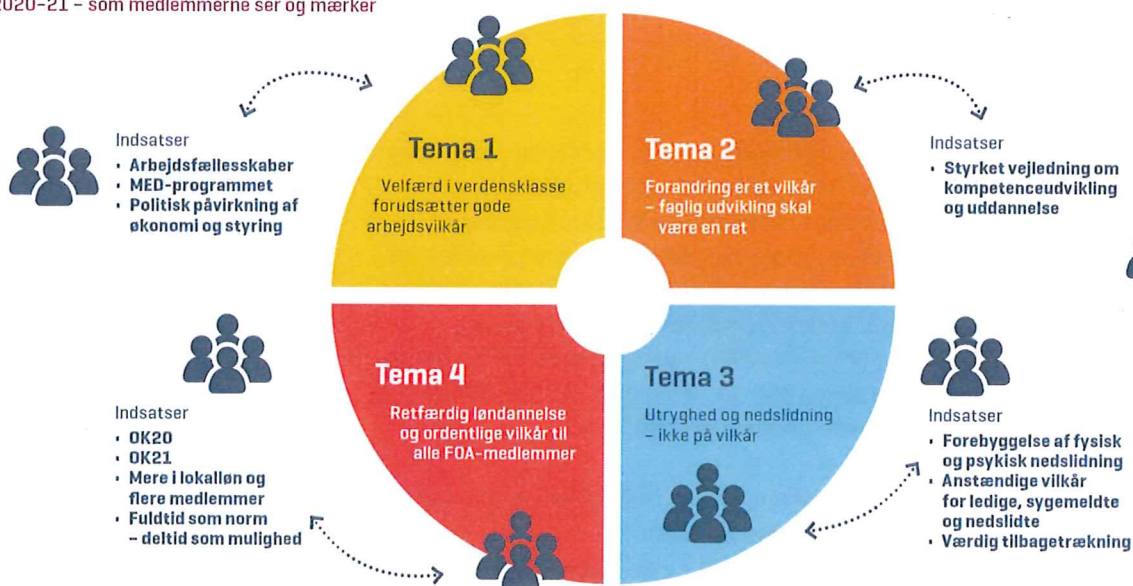 2020-21 – som medlemmerne ser og mærker
Indsatser
• Arbejdsfællesskaber
• MED-programmet
• Politisk påvirkning af
økonomi og styring
Tema 1
Velfærd i verdensklasse
forudsætter gode
arbejdsvilkår
Tema 2
Forandring er et vilkår
– faglig udvikling skal
være en ret
Indsatser
• Styrket vejledning om
kompetenceudvikling
og uddannelse
Indsatser
• OK20
• OK21
• Mere i lokalløn og
flere medlemmer
• Fuldtid som norm
– deltid som mulighed
Tema 4
Retfærdig løndannelse
og ordentlige vilkår til
alle FOA-medlemmer
Tema 3
Utryghed og nedslidning
– ikke på vilkår
Indsatser
• Forebyggelse af fysisk
og psykisk nedslidning
• Anstændige vilkår
for ledige, sygemeldte
og nedslidte
• Værdig tilbagetrækning